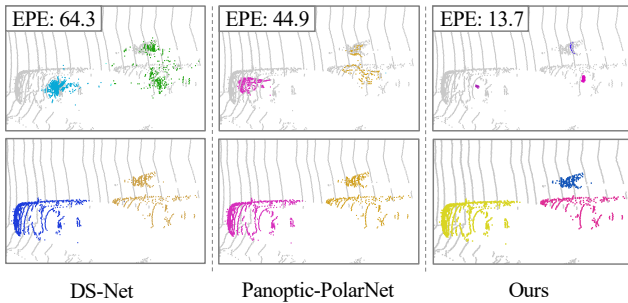 EPE: 64.3
EPE: 44.9
EPE: 13.7
DS-Net
Panoptic-PolarNet
Ours